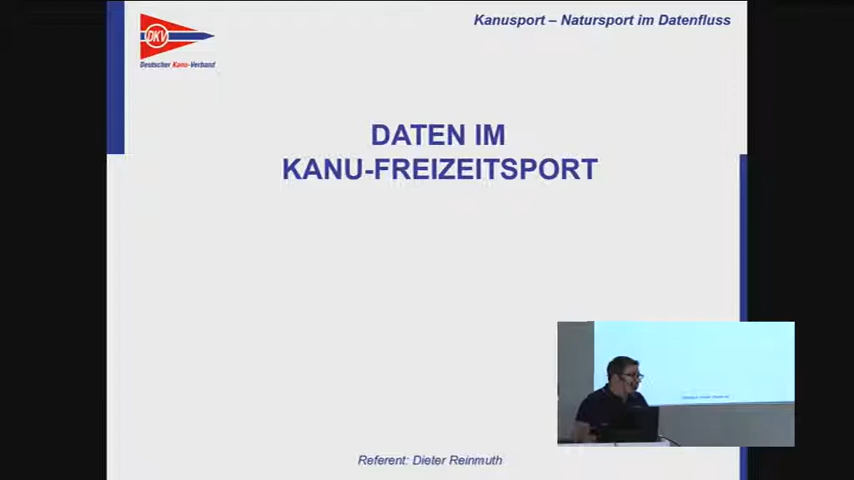 Kanusport – Natursport im Datenfluss
DKV
Deutscher Kanu-Verband
DATEN IM
KANU-FREIZEITSPORT
Referent: Dieter Reinmuth